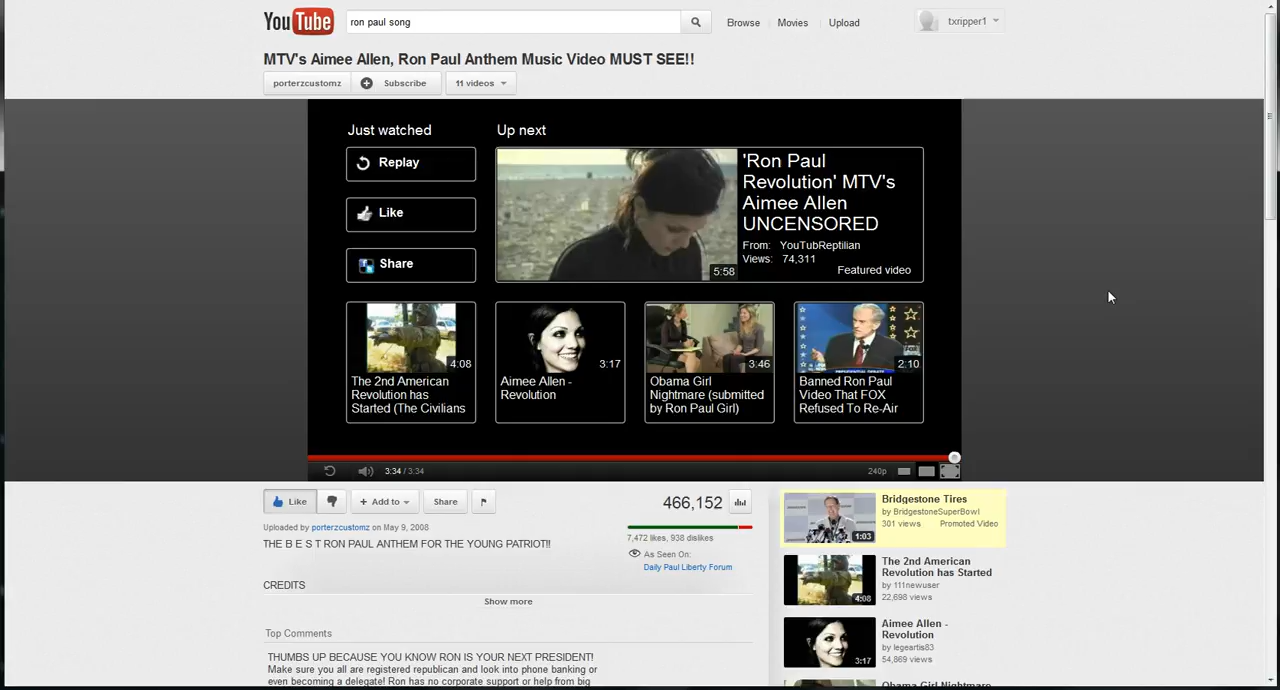 YouTube
ron paul song
Browse
Movies
Upload
txripper1
MTV's Aimee Allen, Ron Paul Anthem Music Video MUST SEE!!
porterzcustomz
Subscribe
11 videos
Just watched
Up next
Replay
Like
Share
'Ron Paul
Revolution' MTV's
Aimee Allen
UNCENSORED
From: YouTubReptilian
Views: 74,311
Featured video
5:58
4:08
The 2nd American
Revolution has
Started (The Civilians
3:17
Aimee Allen -
Revolution
3:46
Obama Girl
Nightmare (submitted
by Ron Paul Girl)
2:10
Banned Ron Paul
Video That FOX
Refused To Re-Air
3:34 / 3:34
240p
Like
+ Add to
Share
466,152
Uploaded by porterzcustomz on May 9, 2008
THE B E S T RON PAUL ANTHEM FOR THE YOUNG PATRIOT!!
7,472 likes, 938 dislikes
As Seen On:
Daily Paul Liberty Forum
CREDITS
Show more
Top Comments
THUMBS UP BECAUSE YOU KNOW RON IS YOUR NEXT PRESIDENT!
Make sure you all are registered republican and look into phone banking or
even becoming a delegate! Ron has no corporate support or help from big
Bridgestone Tires
by BridgestoneSuperBowl
301 views
Promoted Video
1:03
The 2nd American
Revolution has Started
by 111newuser
22,698 views
4:08
Aimee Allen -
Revolution
by legeartis83
54,869 views
3:17
Obama Girl Nightmare